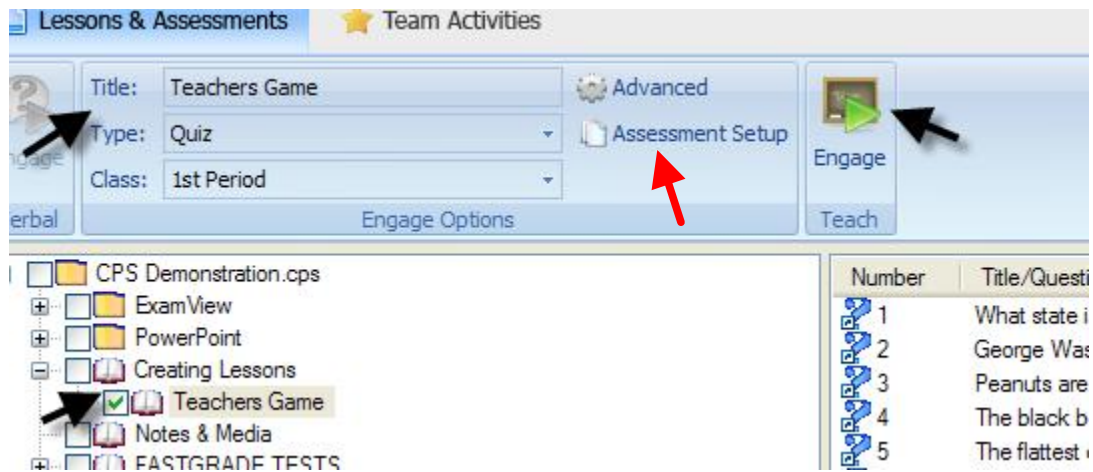 Lessons & Assessments Team Activities
Title: Teachers Game Advanced
Type: Quiz Assessment Setup
Class: 1st Period Engage
Engage Options Teach
CPS Demonstration.cps
ExamView
PowerPoint
Creating Lessons
Teachers Game
Notes & Media
FASTGRADE TESTS
Number Title/Questi
1 What state i
2 George Was
3 Peanuts are
4 The black b
5 The flattest